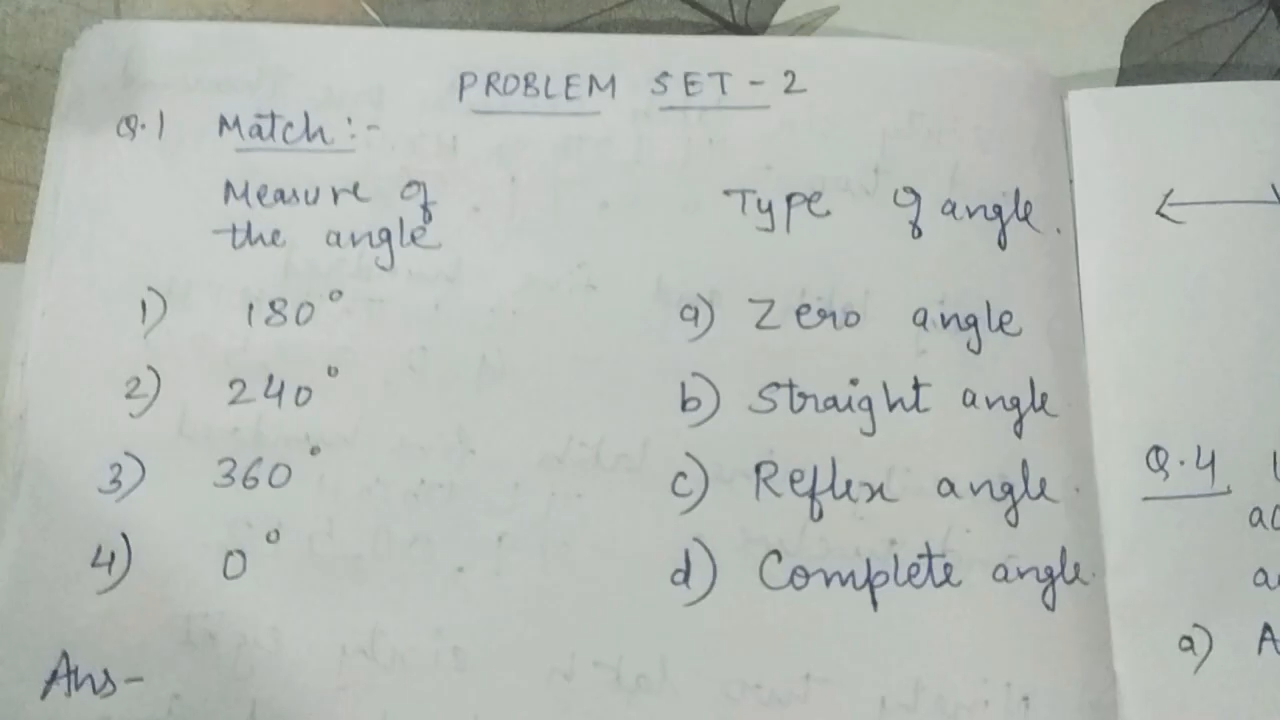 PROBLEM SET - 2
Q.1 Match :-
Measure of
the angle
Type of angle.
1) 180° a) Zero angle
2) 240° b) Straight angle
3) 360° c) Reflex angle.
4) 0° d) Complete angle.
Ans-
Q.4
a) A